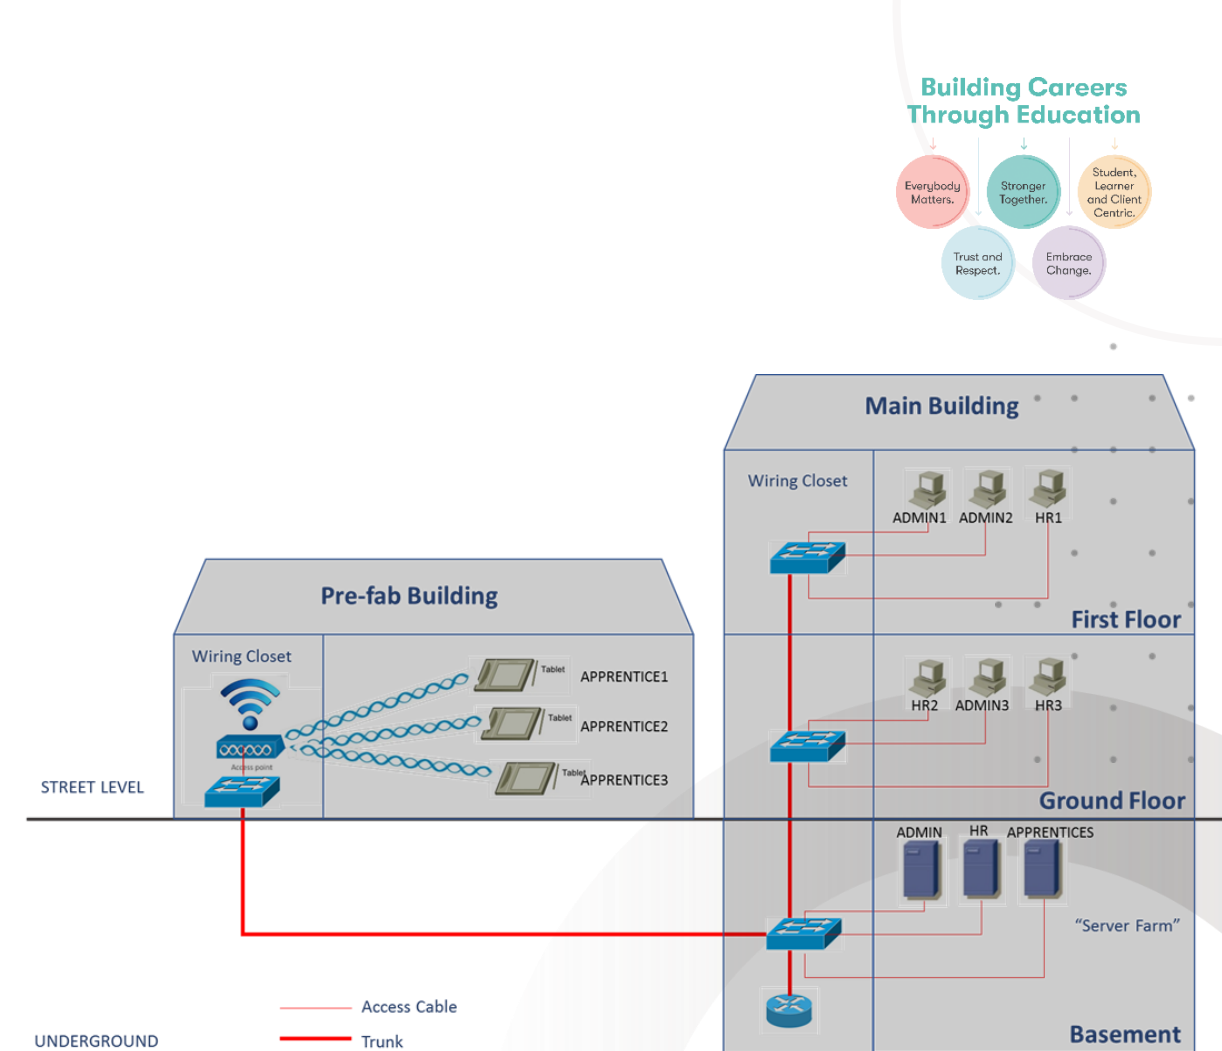 Building Careers
Through Education
Everybody
Matters.
Stronger
Together.
Student,
Learner
and Client
Centric.
Trust and
Respect.
Embrace
Change.
Main Building
Wiring Closet
ADMIN1
ADMIN2
HR1
First Floor
Pre-fab Building
Wiring Closet
Access point
Tablet
APPRENTICE1
Tablet
APPRENTICE2
Tablet
APPRENTICE3
HR2
ADMIN3
HR3
Ground Floor
STREET LEVEL
ADMIN
HR
APPRENTICES
"Server Farm"
Basement
Access Cable
Trunk
UNDERGROUND